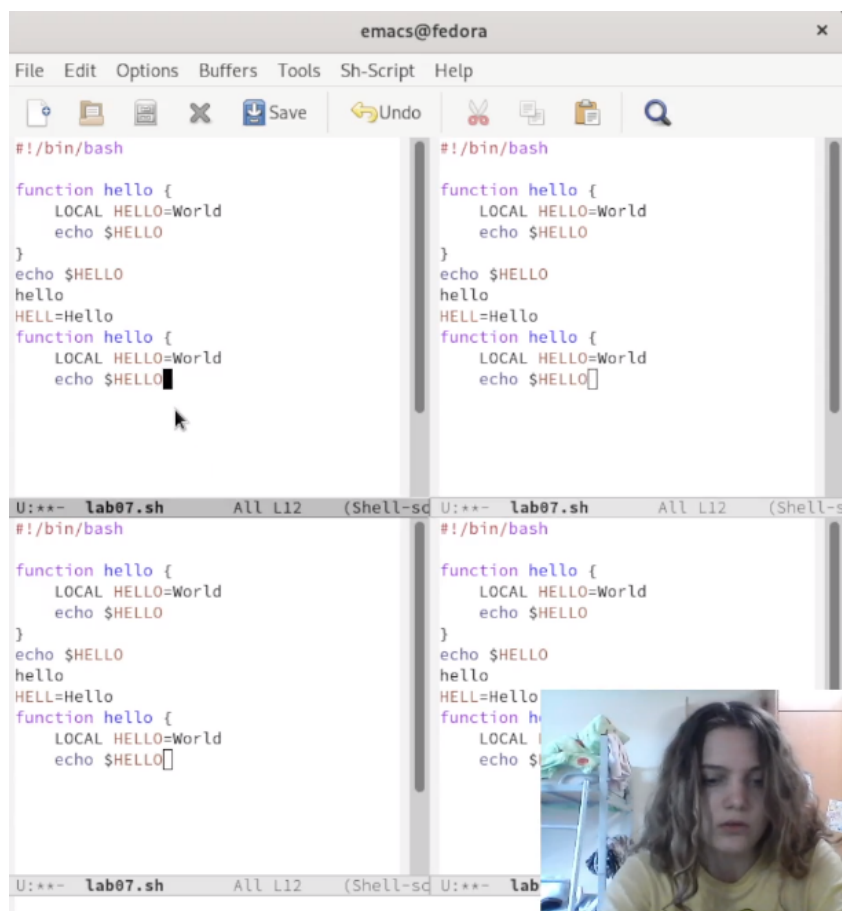 emacs@fedora ×
File Edit Options Buffers Tools Sh-Script Help
Save Undo
#!/bin/bash
function hello {
    LOCAL HELLO=World
    echo $HELLO
}
echo $HELLO
hello
HELL=Hello
function hello {
    LOCAL HELLO=World
    echo $HELLO
U:**- lab07.sh All L12 (Shell-sc
#!/bin/bash
function hello {
    LOCAL HELLO=World
    echo $HELLO
}
echo $HELLO
hello
HELL=Hello
function hello {
    LOCAL HELLO=World
    echo $HELLO
U:**- lab07.sh All L12 (Shell-s
#!/bin/bash
function hello {
    LOCAL HELLO=World
    echo $HELLO
}
echo $HELLO
hello
HELL=Hello
function hello {
    LOCAL HELLO=World
    echo $HELLO
U:**- lab07.sh All L12 (Shell-sc
#!/bin/bash
function hello {
    LOCAL HELLO=World
    echo $HELLO
}
echo $HELLO
hello
HELL=Hello
function h
    LOCAL
    echo $
U:**- lab